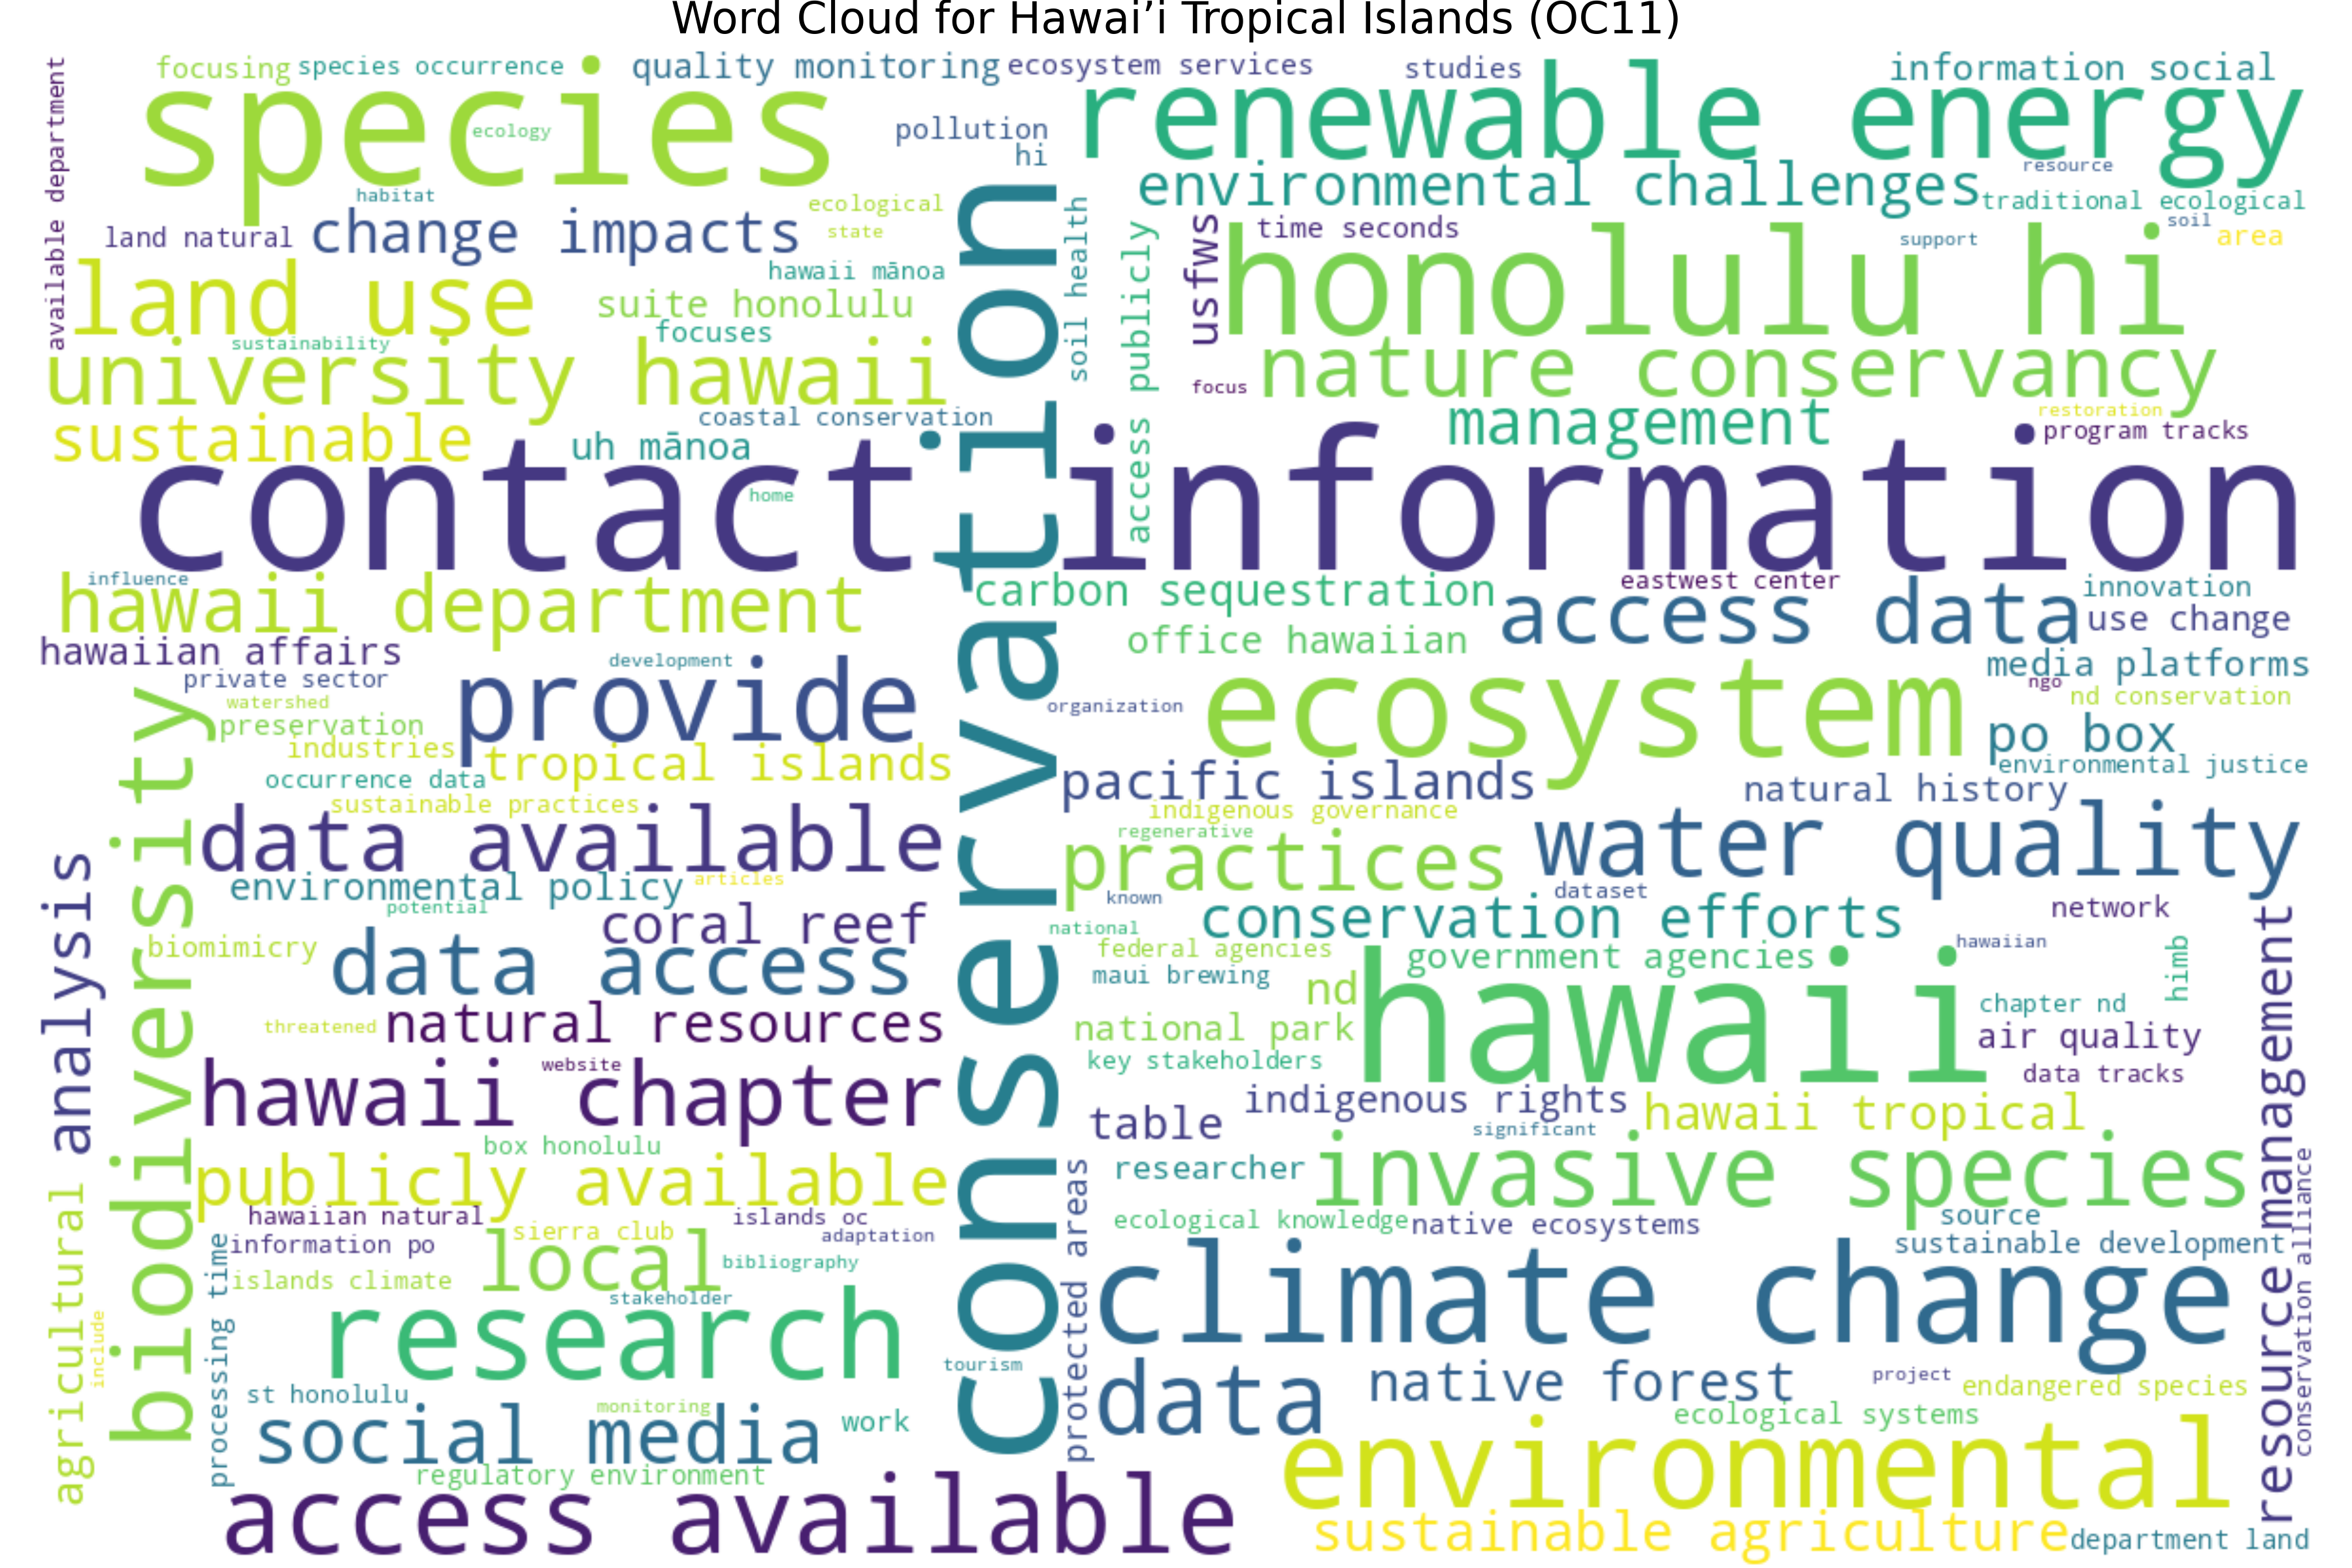 Word Cloud for Hawai‘i Tropical Islands (OC11)
available department
focusing
species occurrence
quality monitoring
ecosystem services
studies
information social
species
ecology
pollution
hi
renewable energy
environmental challenges
resource
traditional ecological
habitat
ecological
state
land natural
change impacts
soil health
access publicly
usfws
time seconds
support
soil
area
honolulu hi
land use
hawaii mānoa
suite honolulu
focuses
sustainability
university hawaii
focus
nature conservancy
coastal conservation
sustainable
uh mānoa
management
restoration
program tracks
contact information
home
conservation
influence
hawaii department
carbon sequestration
eastwest center
access data
innovation
use change
hawaiian affairs
office hawaiian
development
private sector
media platforms
ngo
nd conservation
watershed
preservation
provide
organization
ecosystem
po box
industries
tropical islands
environmental justice
occurrence data
pacific islands
natural history
sustainable practices
indigenous governance
regenerative
data available
practices
water quality
analysis
biodiversity
environmental policy
articles
known
dataset
potential
coral reef
national
conservation efforts
network
biomimicry
data access
federal agencies
government agencies
hawaiian
maui brewing
nd
himb
hawaii
chapter nd
threatened
natural resources
national park
air quality
website
key stakeholders
data tracks
hawaii chapter
table
indigenous rights
hawaii tropical
significant
box honolulu
researcher
invasive species
publicly available
resource management
conservation alliance
agricultural
hawaiian natural
islands oc
ecological knowledge
native ecosystems
source
sierra club
adaptation
information po
sustainable development
local
bibliography
processing time
islands climate
protected areas
climate change
stakeholder
include
research
tourism
data
native forest
project
endangered species
st honolulu
monitoring
social media
work
ecological systems
regulatory environment
environmental
access available
sustainable agriculture
department land